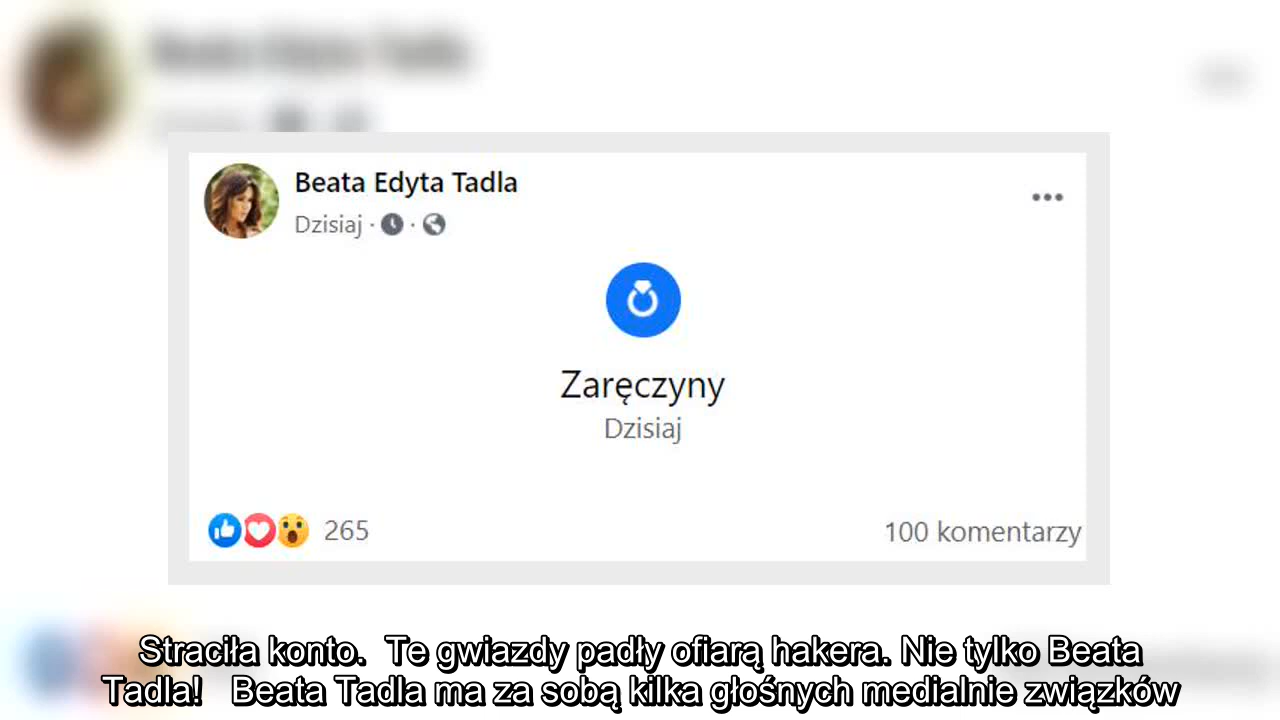 Beata Edyta Tadla
Dzisiaj · ·
Zaręczyny
Dzisiaj
265
100 komentarzy
Straciła konto. Te gwiazdy padły ofiarą hakera. Nie tylko Beata
Tadla! Beata Tadla ma za sobą kilka głośnych medialnie związków